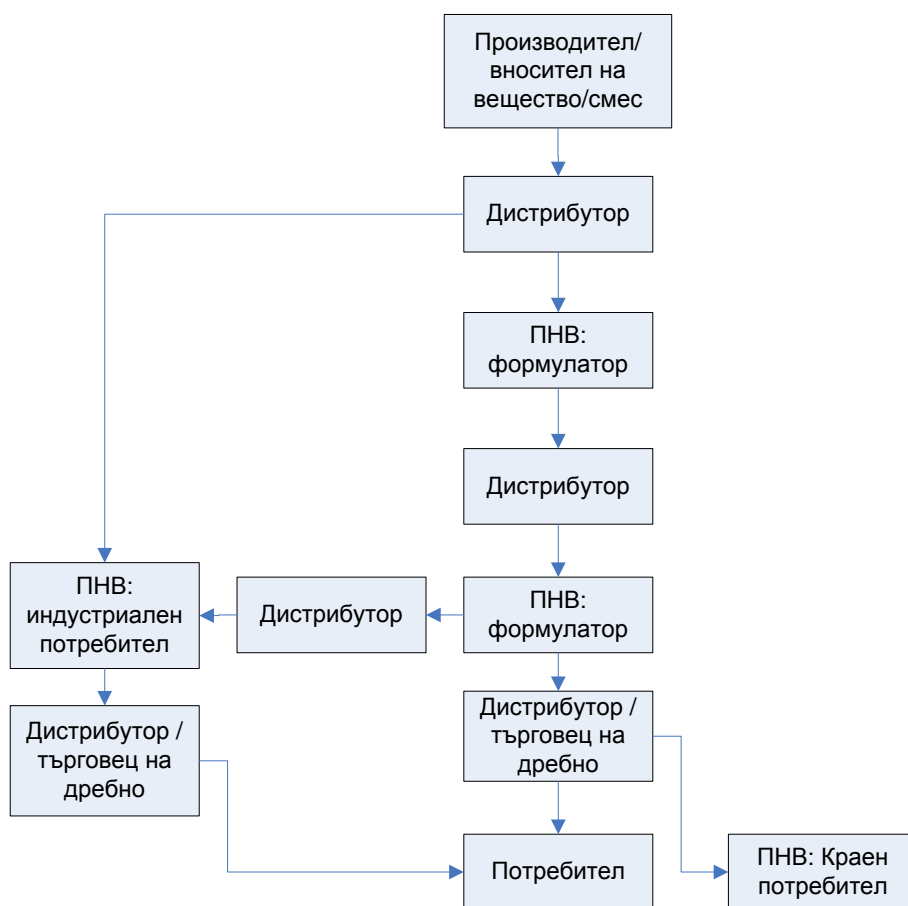 Производител/
вносител на
вещество/смес
Дистрибутор
ПНВ:
формулатор
Дистрибутор
ПНВ:
индустриален
потребител
Дистрибутор
ПНВ:
формулатор
Дистрибутор /
търговец на
дребно
Дистрибутор /
търговец на
дребно
Потребител
ПНВ: Краен
потребител